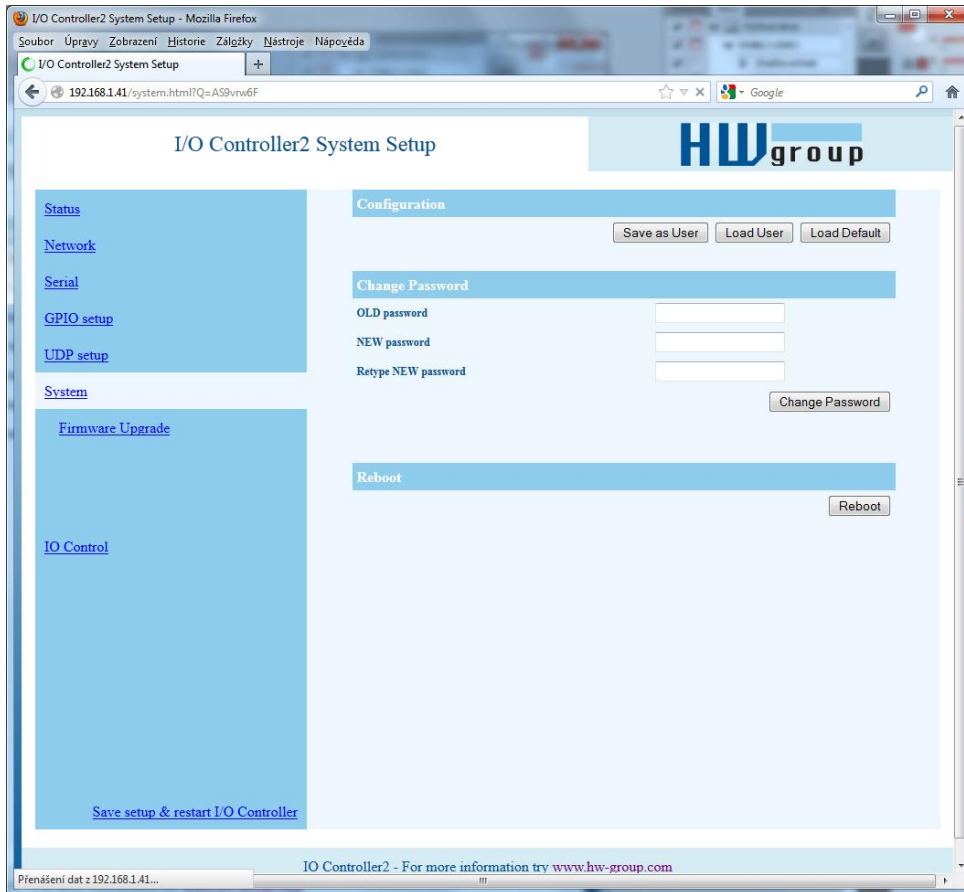 I/O Controller2 System Setup - Mozilla Firefox
Soubor Úpravy Zobrazení Historie Záložky Nástroje Nápověda
I/O Controller2 System Setup
192.168.1.41/system.html?Q=AS9vrw6F
Google
I/O Controller2 System Setup
HWgroup
Status
Network
Serial
GPIO setup
UDP setup
System
Firmware Upgrade
IO Control
Save setup & restart I/O Controller
Configuration
Save as User Load User Load Default
Change Password
OLD password
NEW password
Retype NEW password
Change Password
Reboot
Reboot
IO Controller2 - For more information try www.hw-group.com
Přenášení dat z 192.168.1.41...